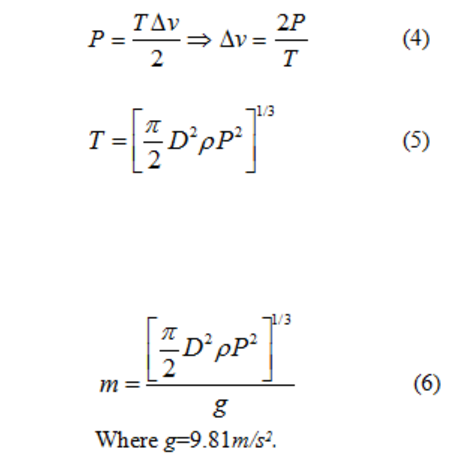 P = TΔv/2 ⇒ Δv = 2P/T (4)
T = [π/2 D²ρP²]^1/3 (5)
m = [π/2 D²ρP²]^1/3 / g (6)
Where g=9.81m/s².